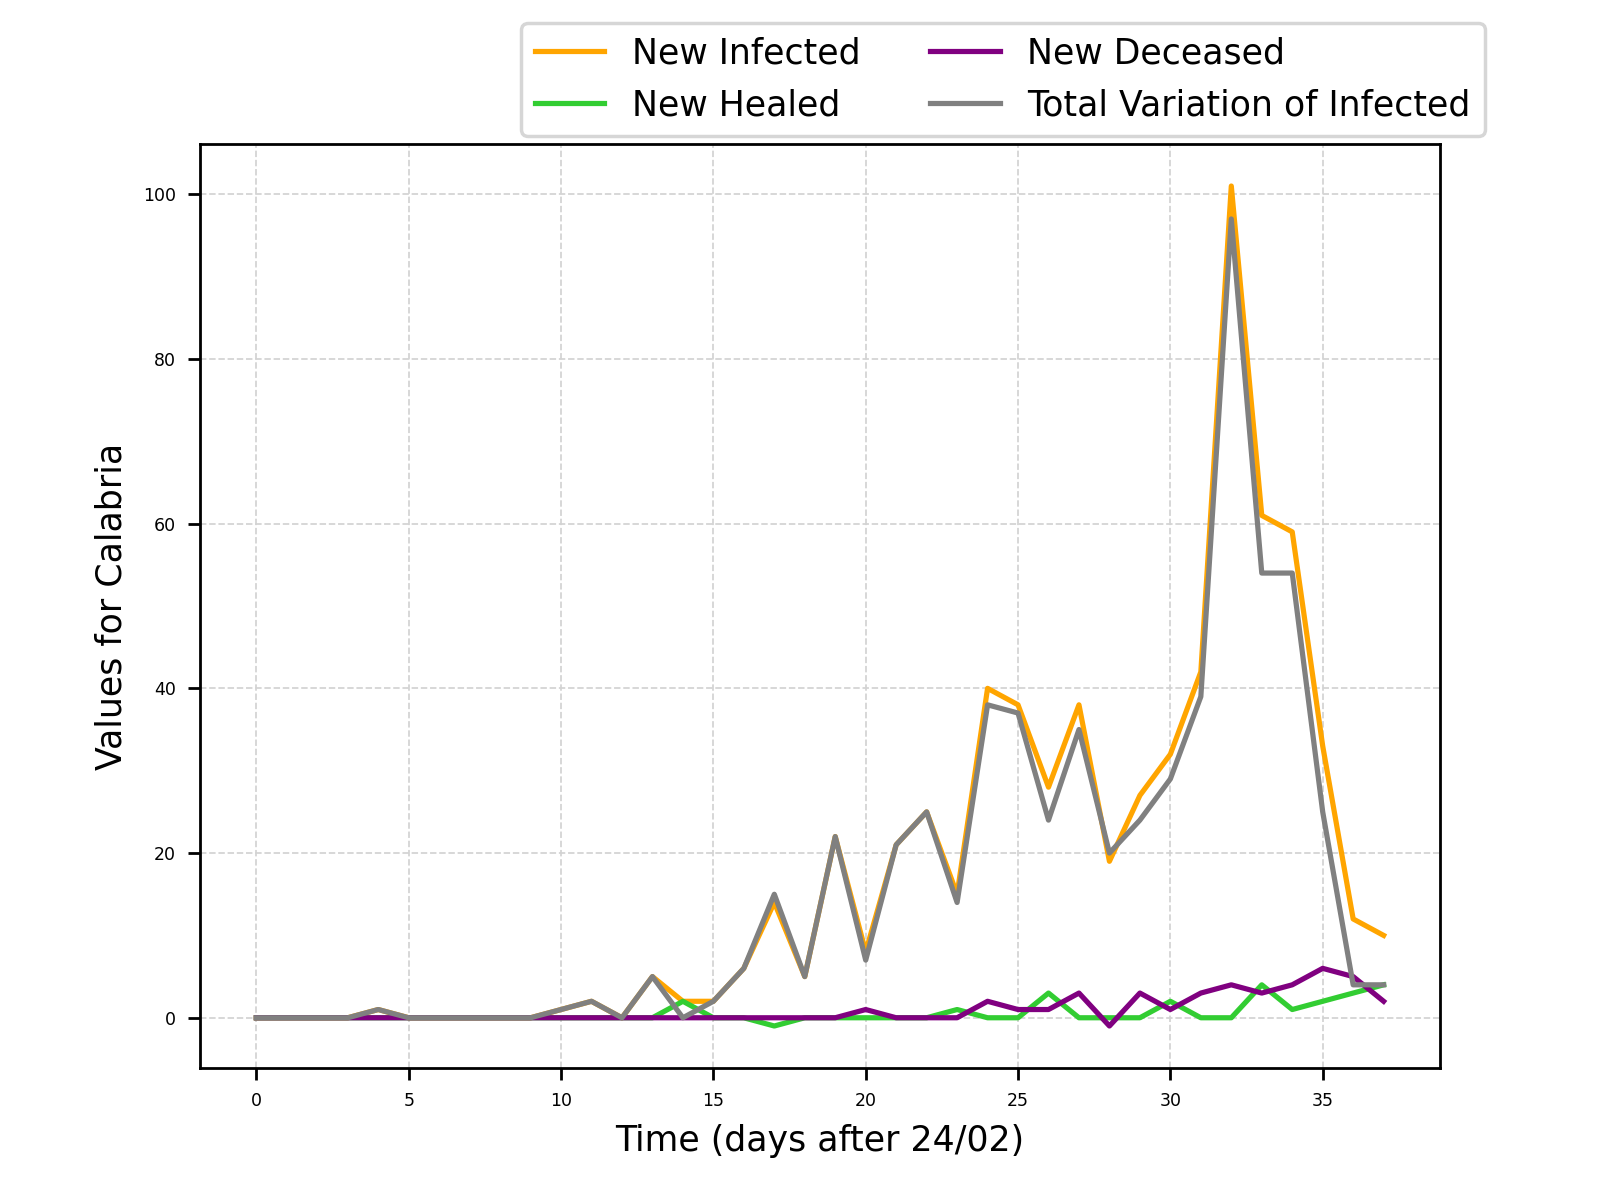 New Infected
New Healed
New Deceased
Total Variation of Infected
100
80
60
40
20
0
Values for Calabria
0 5 10 15 20 25 30 35
Time (days after 24/02)